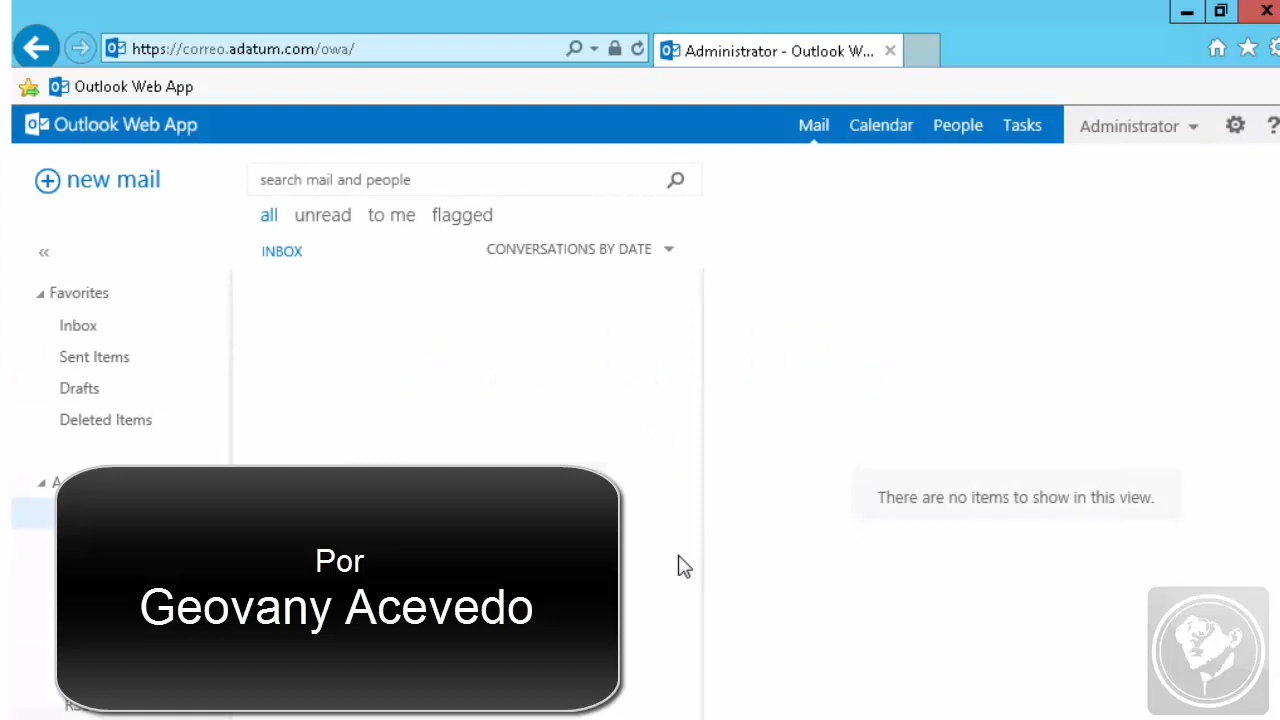 https://correo.adatum.com/owa/
Administrator - Outlook W...
Outlook Web App
Outlook Web App
Mail Calendar People Tasks Administrator ?
new mail
search mail and people
all unread to me flagged
INBOX CONVERSATIONS BY DATE
Favorites
Inbox
Sent Items
Drafts
Deleted Items
There are no items to show in this view.
Por
Geovany Acevedo